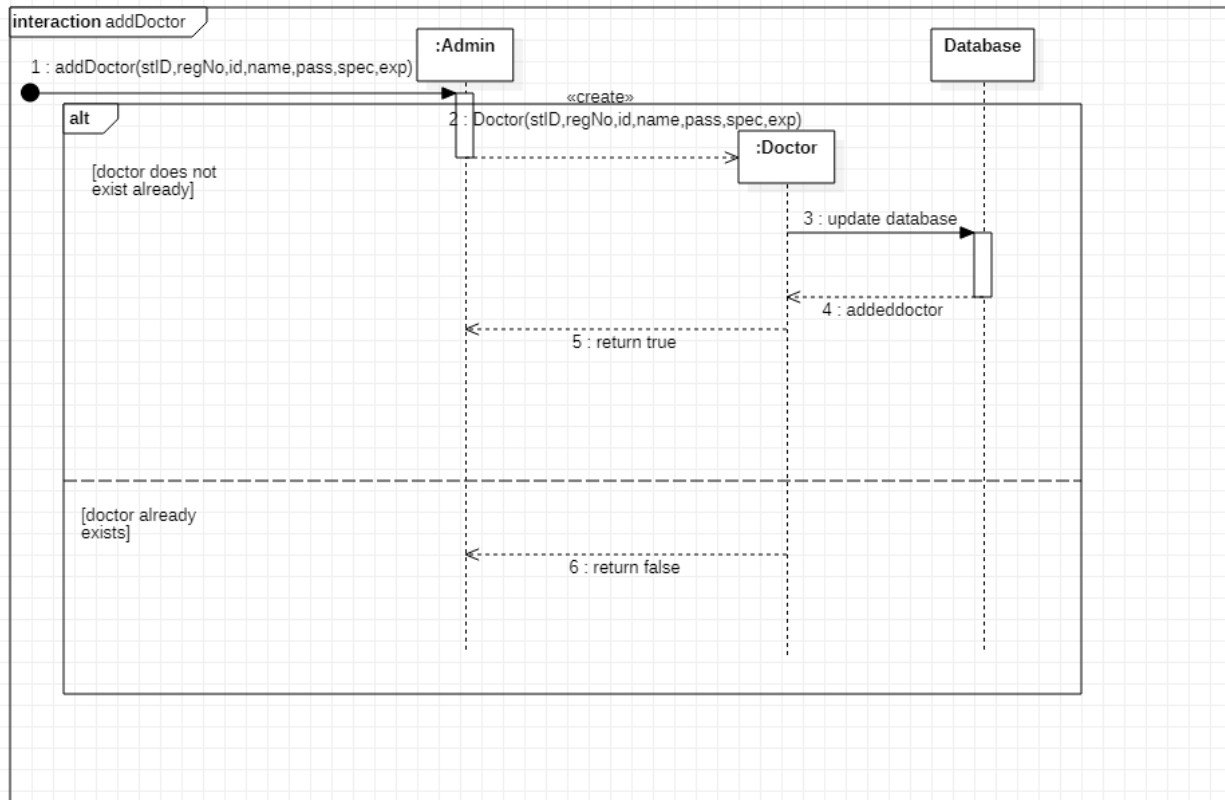 interaction addDoctor
:Admin
Database
1 : addDoctor(stID,regNo,id,name,pass,spec,exp)
«create»
alt
2 : Doctor(stID,regNo,id,name,pass,spec,exp)
:Doctor
[doctor does not
exist already]
3 : update database
4 : addeddoctor
5 : return true
[doctor already
exists]
6 : return false